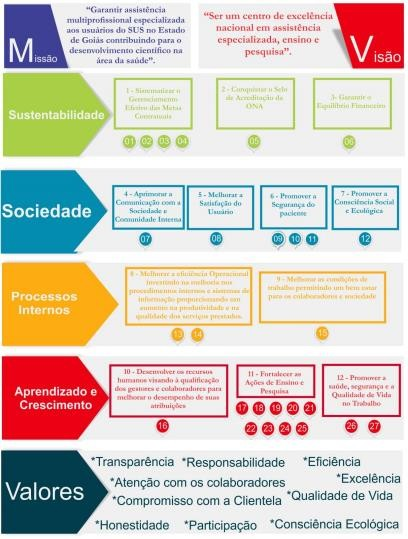 “Garantir assistência
multiprofissional especializada
aos usuários do SUS no Estado
de Goiás contribuindo para o
desenvolvimento científico na
área da saúde”.
Missão
“Ser um centro de excelência
nacional em assistência
especializada, ensino e
pesquisa”.
Visão
Sustentabilidade
1 - Sistematizar o
Gerenciamento
Efetivo das Metas
Contratuais
01 02 03 04
2 - Conquistar o Selo
de Acreditação da
ONA
05
3- Garantir o
Equilíbrio Financeiro
06
Sociedade
4 - Aprimorar a
Comunicação com a
Sociedade e
Comunidade Interna
07
5 - Melhorar a
Satisfação do
Usuário
08
6 - Promover a
Segurança do
paciente
09 10 11
7 - Promover a
Consciência Social
e Ecológica
12
Processos
Internos
8 - Melhorar a eficiência Operacional
investindo na melhoria nos
procedimentos internos e sistemas de
informação proporcionando um
aumento na produtividade e na
qualidade dos serviços prestados.
13 14
9 - Melhorar as condições de
trabalho permitindo um bem estar
para os colaboradores e sociedade
15
Aprendizado e
Crescimento
10 - Desenvolver os recursos
humanos visando à qualificação
dos gestores e colaboradores para
melhorar o desempenho de suas
atribuições
16
11 - Fortalecer as
Ações de Ensino e
Pesquisa
17 18 19 20 21
22 23 24 25
12 - Promover a
saúde, segurança e a
Qualidade de Vida
no Trabalho
26 27
Valores
*Transparência *Responsabilidade *Eficiência
*Atenção com os colaboradores *Excelência
*Compromisso com a Clientela *Qualidade de Vida
*Honestidade *Participação *Consciência Ecológica